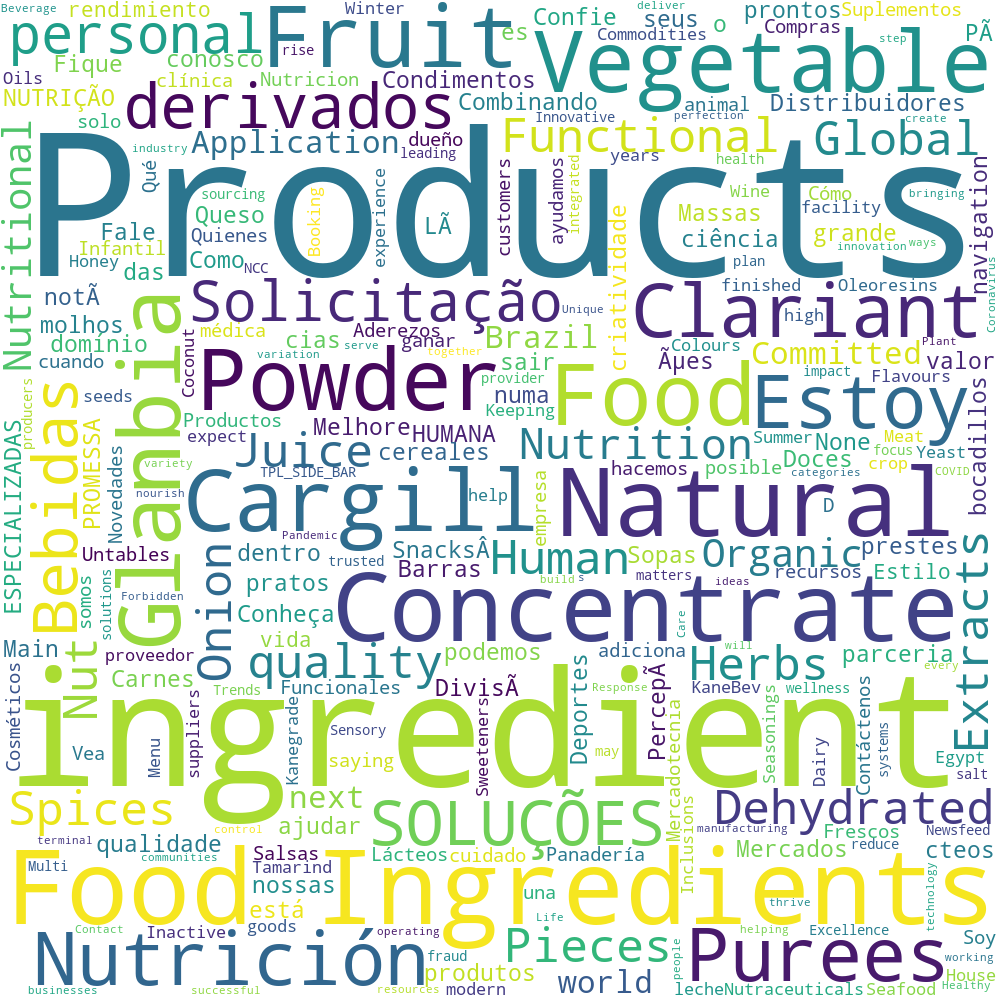 Beverage
rendimiento
Winter
Confie
deliver
prontos
Suplementos
personal
Fruit
es
seus
o
Compras
PÃ
Fique
conosco
rise
Commodities
Vegetable
step
Oils
clínica
Nutricion
Condimentos
NUTRIÇÃO
derivados
Combinando
animal
Distribuidores
solo
Innovative
perfection
create
industry
Qué
Application
dueño
leading
Functional
years
health
Global
Products
Nutritional
sourcing
Queso
Booking
experience
LÃ
customers
ayudamos
integrated
Wine
Cómo
bringing
navigation
Fale
Infantil
Quienes
Massas
facility
grande
Honey
das
Como
NCC
criatividade
ciência
innovation
ways
plan
notÃ
Solicitação
Unique
finished
Oleoresins
Coronavirus
molhos
Glanbia
médica
Aderezos
ganar
Clariant
high
dominio
Coconut
cias
Brazil
Colours
Committed
Plant
cuando
variation
serve
together
sair
Ãµes
impact
valor
seeds
Powder
provider
Food
Flavours
Estoy
bocadillos
Keeping
numa
Productos
Melhore
HUMANA
expect
Juice
cereales
Nutrition
Summer
None
Meat
Yeast
ESPECIALIZADAS
producers
Bebidas
PROMESSA
Novedades
variety
TPL_SIDE_BAR
hacemos
posible
Doces
crop
focus
COVID
nourish
Cargill
help
empresa
Natural
categories
D
Untables
Onion
Pandemic
dentro
trusted
SnacksÂ
Human
Sopas
Organic
prestes
somos
solutions
Forbidden
pratos
Barras
build
s
matters
ideas
recursos
Estilo
Conheça
Concentrate
Care
Main
Nut
proveedor
vida
quality
podemos
adiciona
Herbs
will
parceria
every
Extracts
Cosméticos
Carnes
Trends
Funcionales
DivisÃ
Deportes
Response
PercepÃ
KaneBev
wellness
Contáctenos
Vea
Menu
suppliers
Kanegrade
Sensory
Sweeteners
may
Mercadotecnia
Seasonings
Dairy
systems
Egypt
saying
ingredient
salt
Spices
next
SOLUÇÕES
Inclusions
Dehydrated
control
ajudar
manufacturing
Frescos
Newsfeed
terminal
qualidade
Salsas
Lácteos
cuidado
Panadería
Mercados
reduce
cteos
communities
Multi
Tamarind
nossas
una
thrive
technology
Food Ingredients
está
Life
Contact
Inactive
goods
operating
helping
Excellence
Soy
Nutrición
fraud
Pieces
people
Purees
working
produtos
House
businesses
successful
resources
modern
world
lecheNutraceuticals
Seafood
Healthy